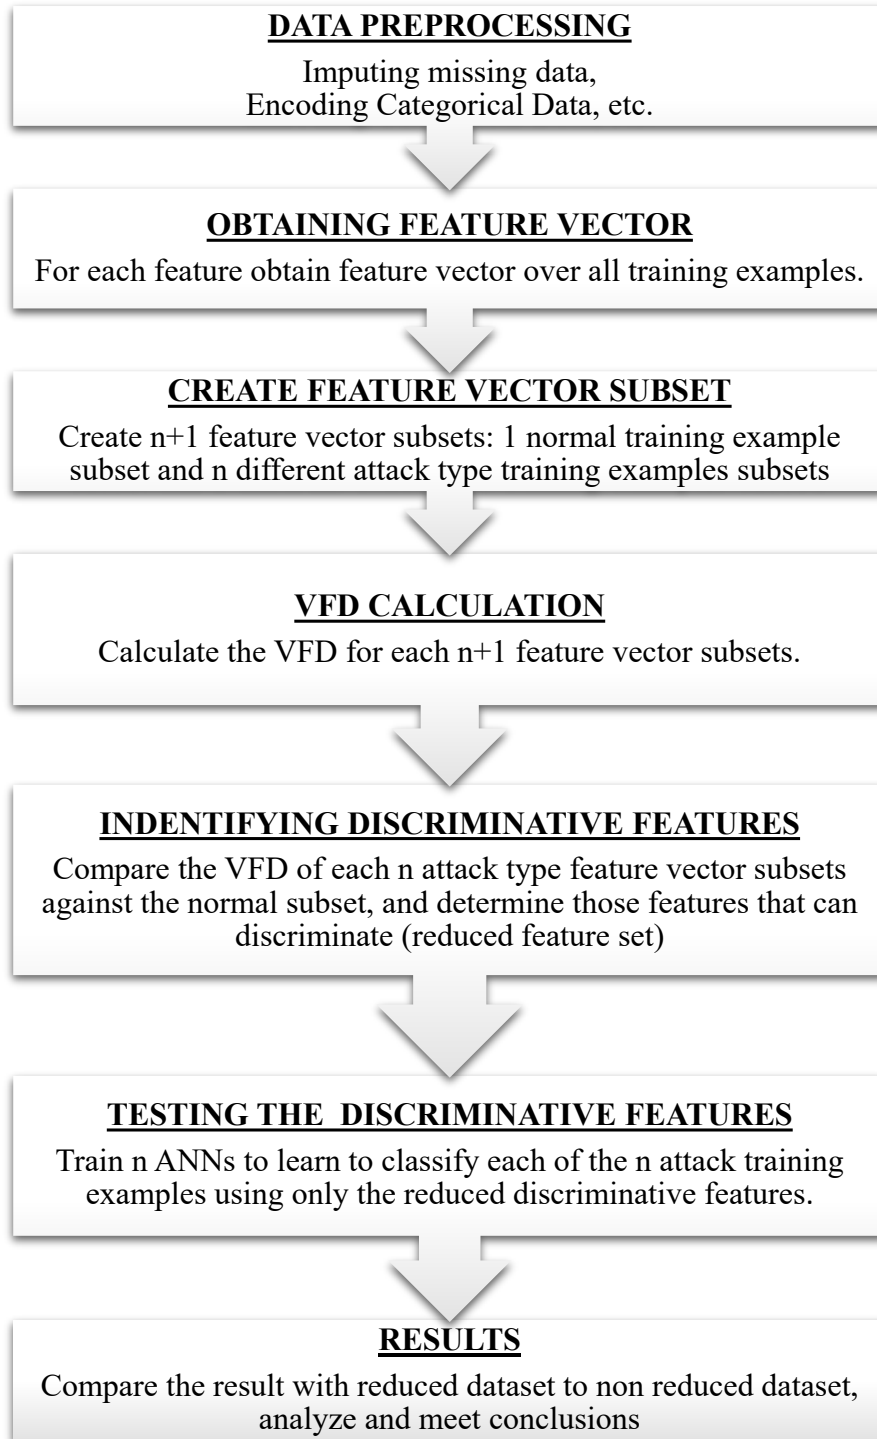 DATA PREPROCESSING
Imputing missing data,
Encoding Categorical Data, etc.
OBTAINING FEATURE VECTOR
For each feature obtain feature vector over all training examples.
CREATE FEATURE VECTOR SUBSET
Create n+1 feature vector subsets: 1 normal training example
subset and n different attack type training examples subsets
VFD CALCULATION
Calculate the VFD for each n+1 feature vector subsets.
INDENTIFYING DISCRIMINATIVE FEATURES
Compare the VFD of each n attack type feature vector subsets
against the normal subset, and determine those features that can
discriminate (reduced feature set)
TESTING THE DISCRIMINATIVE FEATURES
Train n ANNs to learn to classify each of the n attack training
examples using only the reduced discriminative features.
RESULTS
Compare the result with reduced dataset to non reduced dataset,
analyze and meet conclusions